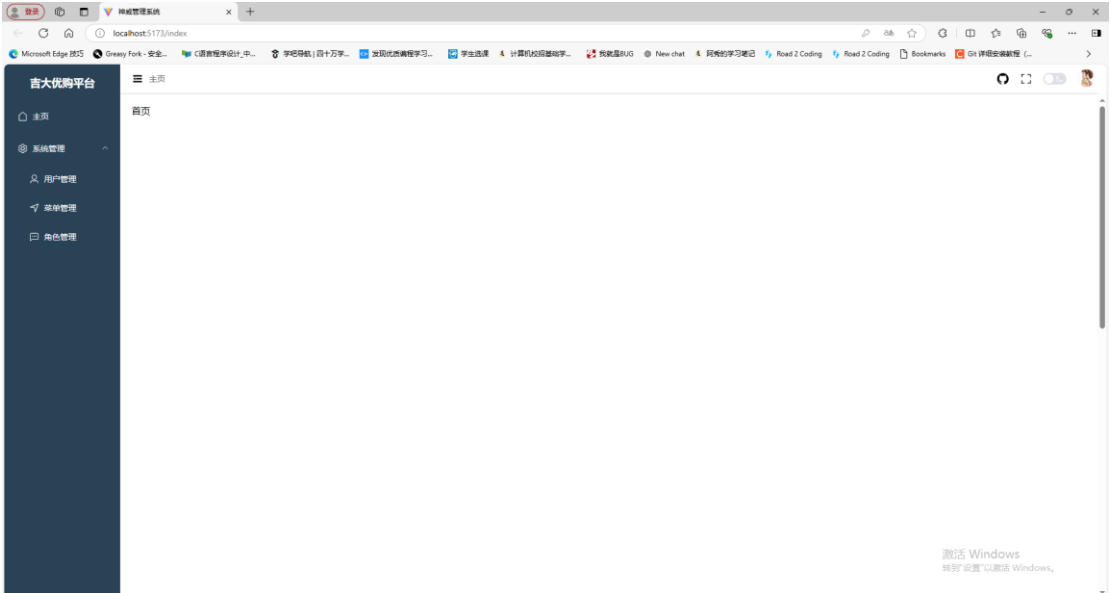 登录
神威管理系统
localhost:5173/index
Microsoft Edge 技巧 Greasy Fork - 安全... C语言程序设计_中... 学吧导航 | 四十万学... 发现优质编程学习... 学生选课 计算机校招基础学... 我就是BUG New chat 阿秀的学习笔记 Road 2 Coding Road 2 Coding Bookmarks Git 详细安装教程（...
吉大优购平台
主页
主页
首页
系统管理
用户管理
菜单管理
角色管理
激活 Windows
转到"设置"以激活 Windows。